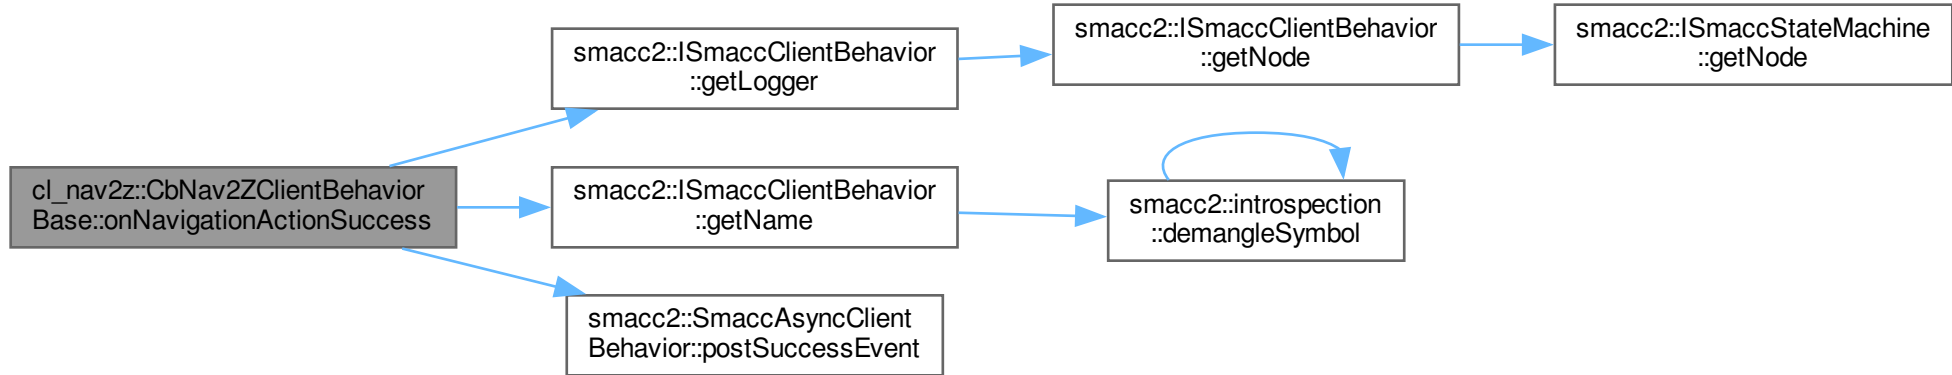 cl_nav2z::CbNav2ZClientBehavior
Base::onNavigationActionSuccess
smacc2::ISmaccClientBehavior
::getLogger
smacc2::ISmaccClientBehavior
::getNode
smacc2::ISmaccStateMachine
::getNode
smacc2::ISmaccClientBehavior
::getName
smacc2::introspection
::demangleSymbol
smacc2::SmaccAsyncClient
Behavior::postSuccessEvent